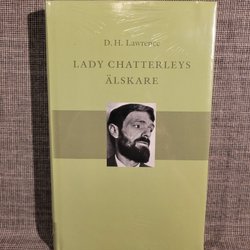 D. H. Lawrence
LADY CHATTERLEYS
ÄLSKARE